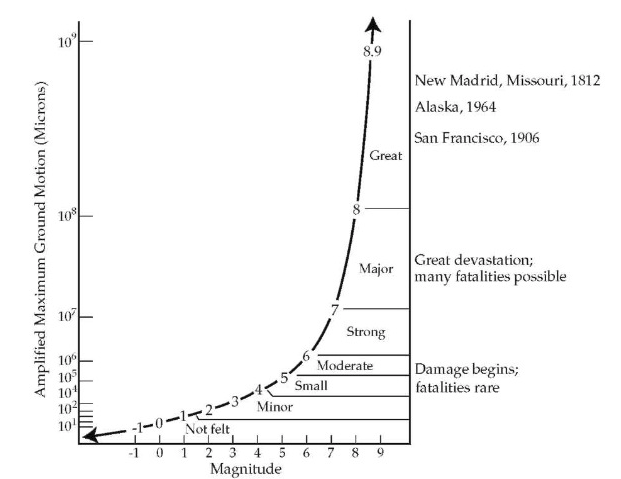 Amplified Maximum Ground Motion (Microns)
10⁹
10⁸
10⁷
10⁶
10⁵
10⁴
10²
10¹
8.9
8
7
6
5
4
3
2
1
0
-1
Great
Major
Strong
Moderate
Small
Minor
Not felt
New Madrid, Missouri, 1812
Alaska, 1964
San Francisco, 1906
Great devastation;
many fatalities possible
Damage begins;
fatalities rare
-1 0 1 2 3 4 5 6 7 8 9
Magnitude